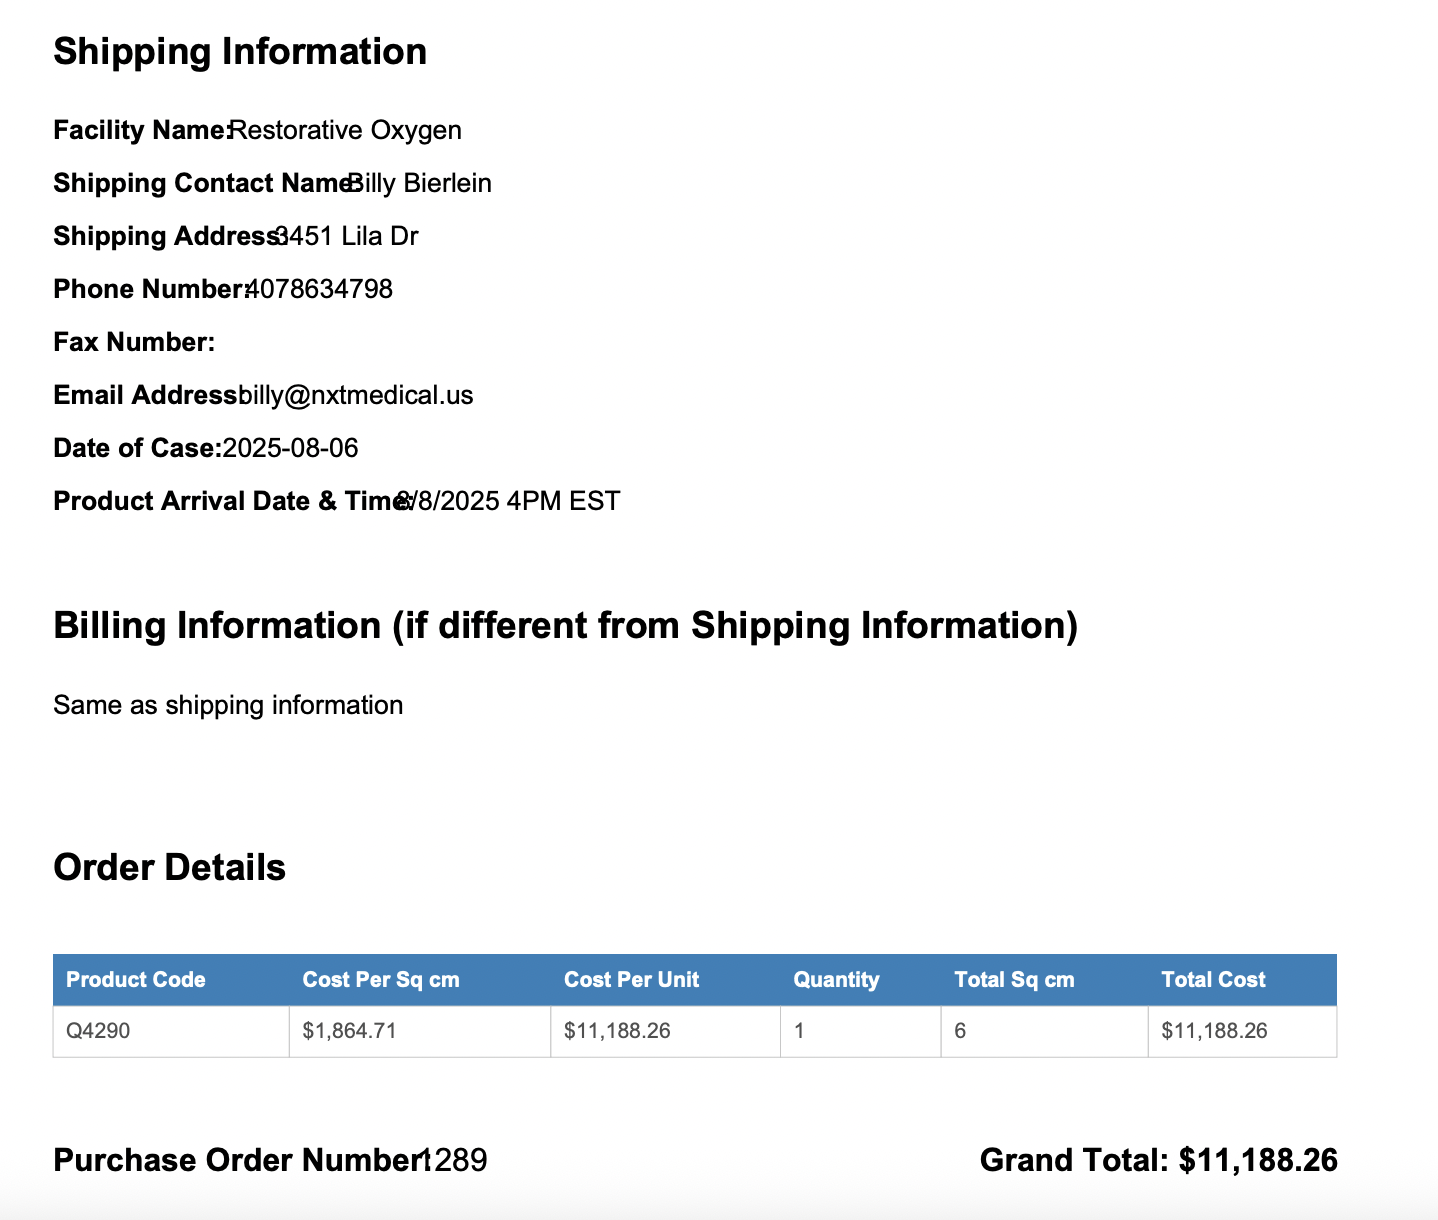 Shipping Information
Facility Name:Restorative Oxygen
Shipping Contact Name:Billy Bierlein
Shipping Address:3451 Lila Dr
Phone Number:4078634798
Fax Number:
Email Address:billy@nxtmedical.us
Date of Case:2025-08-06
Product Arrival Date & Time:8/8/2025 4PM EST
Billing Information (if different from Shipping Information)
Same as shipping information
Order Details
Product Code Cost Per Sq cm Cost Per Unit Quantity Total Sq cm Total Cost
Q4290 $1,864.71 $11,188.26 1 6 $11,188.26
Purchase Order Number:1289 Grand Total: $11,188.26